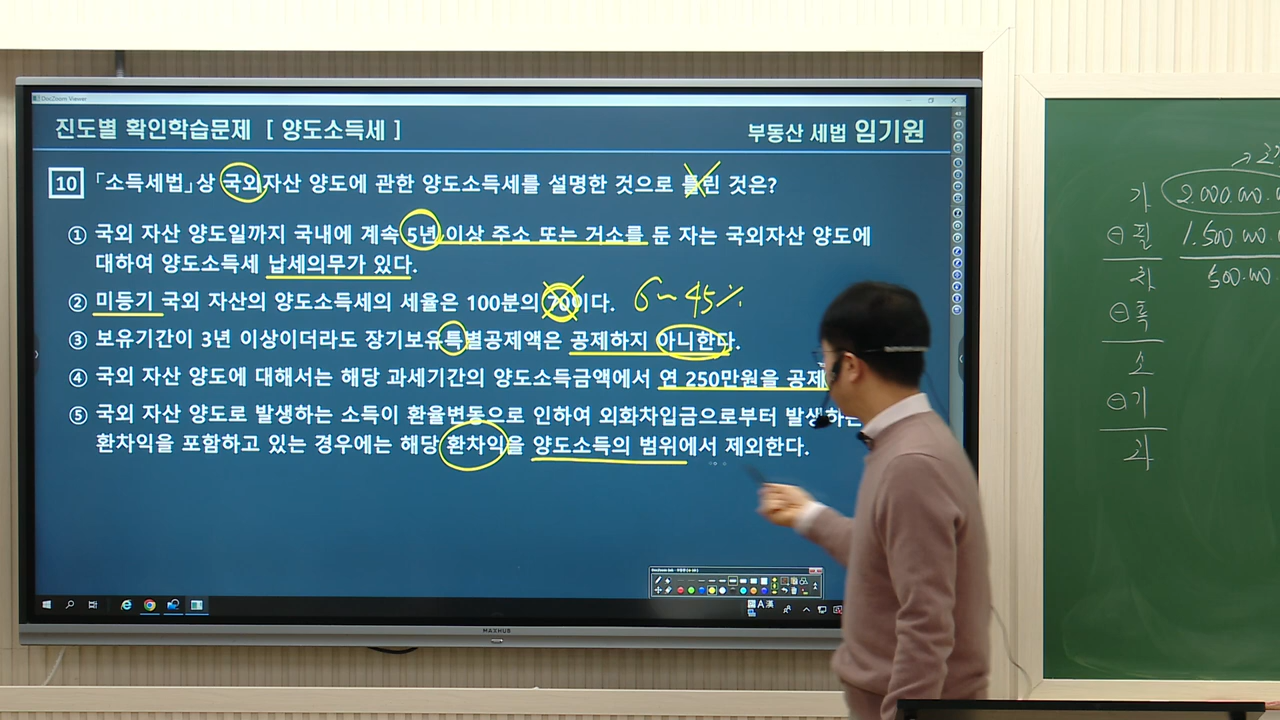 DocZoom Viewer
진도별 확인학습문제 [ 양도소득세 ]
부동산 세법 임기원
10 「소득세법」상 국외자산 양도에 관한 양도소득세를 설명한 것으로 틀린 것은?
① 국외 자산 양도일까지 국내에 계속 5년 이상 주소 또는 거소를 둔 자는 국외자산 양도에
대하여 양도소득세 납세의무가 있다.
② 미등기 국외 자산의 양도소득세의 세율은 100분의 70이다. 6~45%
③ 보유기간이 3년 이상이더라도 장기보유특별공제액은 공제하지 아니한다.
④ 국외 자산 양도에 대해서는 해당 과세기간의 양도소득금액에서 연 250만원을 공제
⑤ 국외 자산 양도로 발생하는 소득이 환율변동으로 인하여 외화차입금으로부터 발생하는
환차익을 포함하고 있는 경우에는 해당 환차익을 양도소득의 범위에서 제외한다.
MAXHUB
가 2.000.000.0
⊖필 1.500.00.0
차 500.00
⊖특
소
⊖기
과